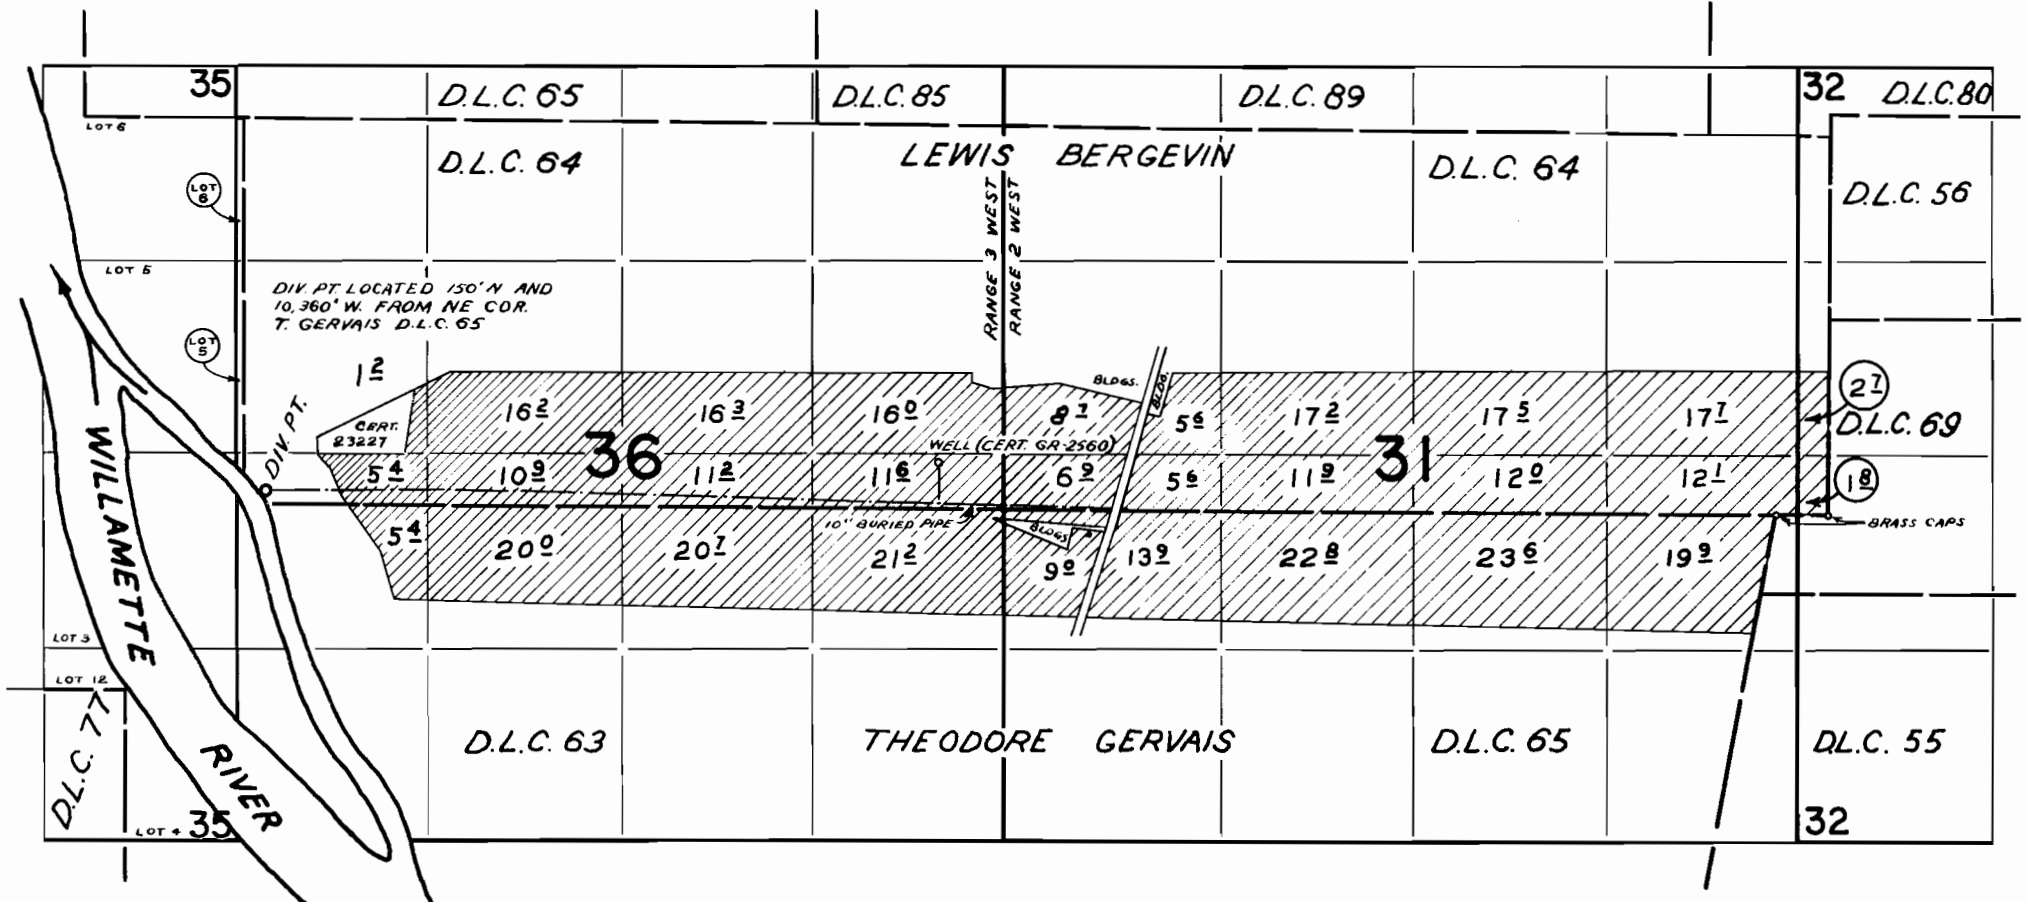 35
D.L.C. 65
D.L.C. 85
D.L.C. 89
32
D.L.C. 80
LOT 6
D.L.C. 64
LEWIS BERGEVIN
D.L.C. 64
LOT 6
RANGE 3 WEST
RANGE 2 WEST
D.L.C. 56
LOT 5
DIV. PT. LOCATED 150' N AND
10,360' W. FROM NE COR.
T. GERVAIS D.L.C. 65
LOT 5
1 2
BLDGS.
BLDG.
2 7
CERT.
23227
16 2
16 3
16 0
8 7
5 6
17 2
17 5
17 7
D.L.C. 69
DIV. PT.
36
WELL (CERT. GR-2560)
31
5 4
10 9
11 2
11 6
6 9
5 6
11 9
12 0
12 1
1 8
10" BURIED PIPE
BLDGS.
BRASS CAPS
5 4
20 0
20 7
21 2
9 0
13 9
22 8
23 6
19 9
WILLAMETTE
RIVER
LOT 3
LOT 12
D.L.C. 77
D.L.C. 63
THEODORE GERVAIS
D.L.C. 65
D.L.C. 55
LOT 4
35
32